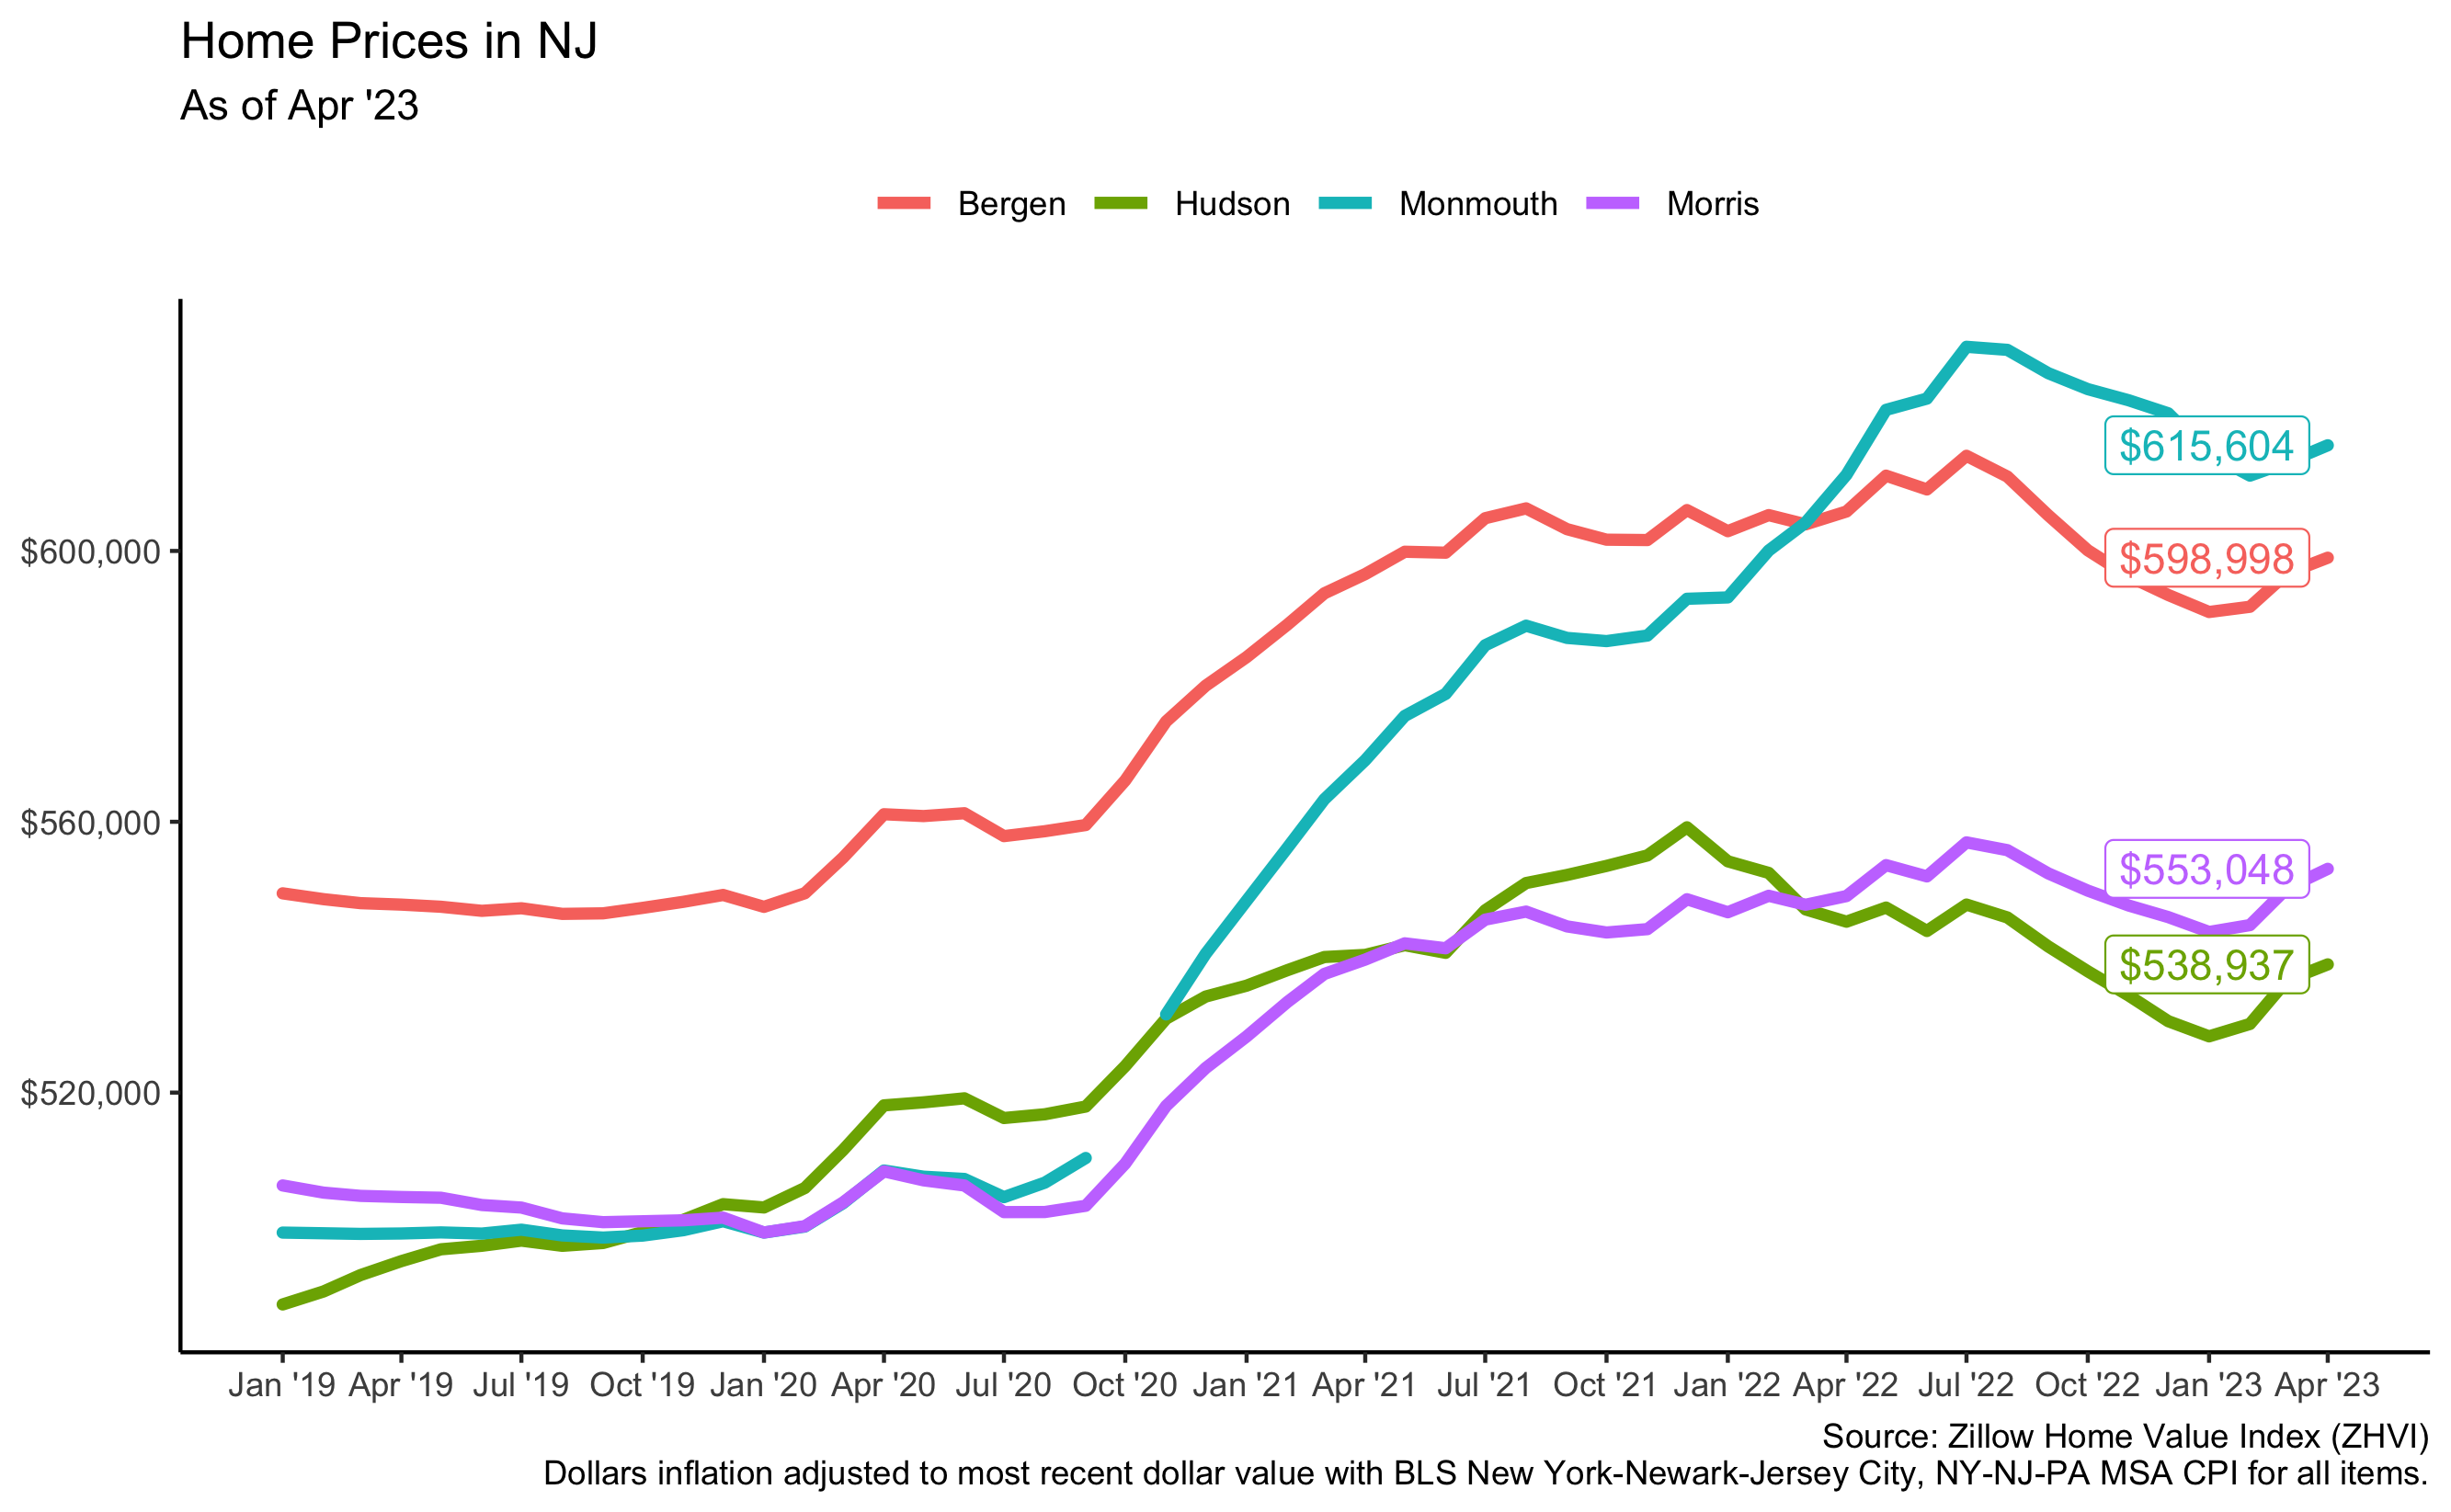 Home Prices in NJ
As of Apr '23
Bergen Hudson Monmouth Morris
$615,604
$600,000
$598,998
$560,000
$553,048
$538,937
$520,000
Jan '19 Apr '19 Jul '19 Oct '19 Jan '20 Apr '20 Jul '20 Oct '20 Jan '21 Apr '21 Jul '21 Oct '21 Jan '22 Apr '22 Jul '22 Oct '22 Jan '23 Apr '23
Source: Zillow Home Value Index (ZHVI)
Dollars inflation adjusted to most recent dollar value with BLS New York-Newark-Jersey City, NY-NJ-PA MSA CPI for all items.